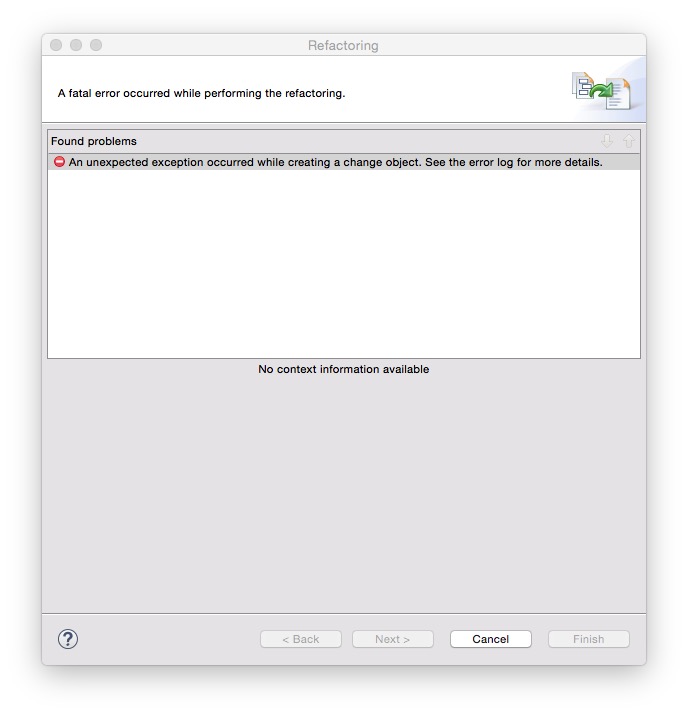 Refactoring
A fatal error occurred while performing the refactoring.
Found problems
An unexpected exception occurred while creating a change object. See the error log for more details.
No context information available
?
< Back
Next >
Cancel
Finish